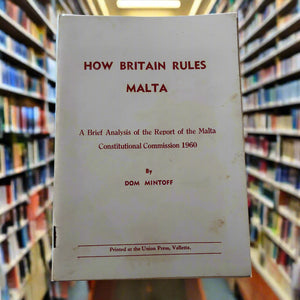 HOW BRITAIN RULES
MALTA
A Brief Analysis of the Report of the Malta
Constitutional Commission 1960
By
DOM MINTOFF
Printed at the Union Press, Valletta.